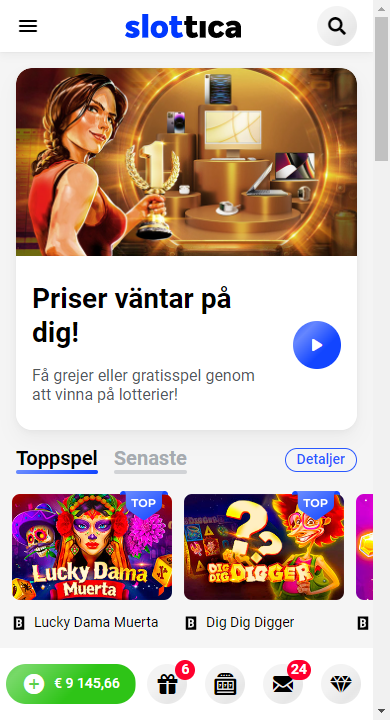 slottica
Priser väntar på
dig!
Få grejer eller gratisspel genom
att vinna på lotterier!
Toppspel
Senaste
Detaljer
TOP
TOP
LUCKY DAMA
MUERTA
DIG DIG
DIG DIGGER
Lucky Dama Muerta
Dig Dig Digger
€ 9 145,66
6
24